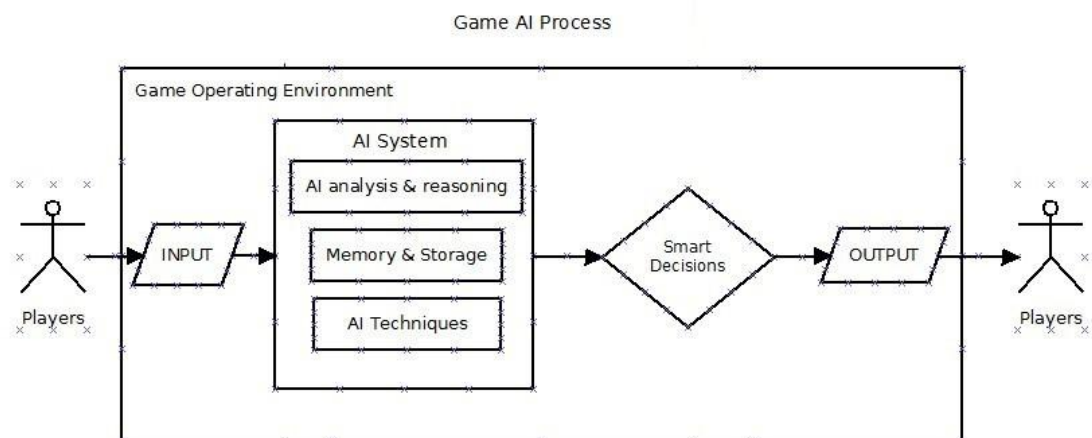 Game AI Process
Game Operating Environment
AI System
AI analysis & reasoning
Memory & Storage
AI Techniques
Players
INPUT
Smart
Decisions
OUTPUT
Players